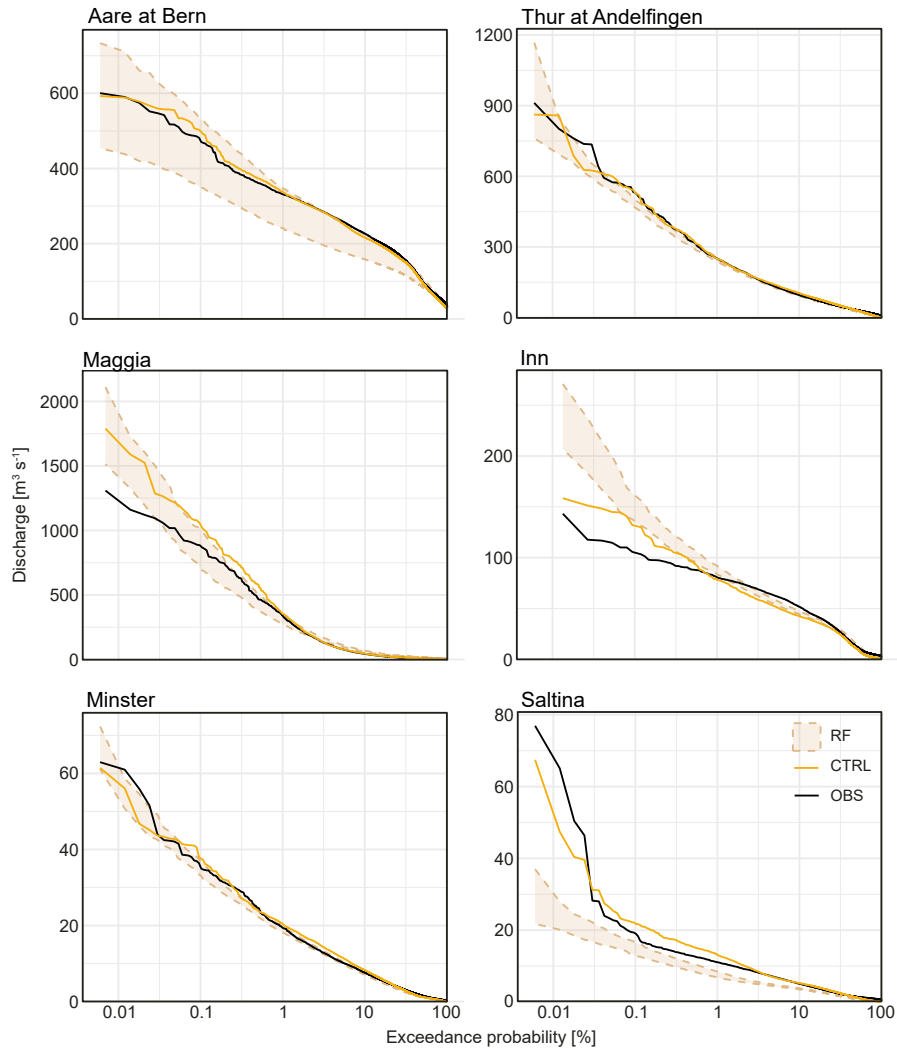 Aare at Bern
600
400
200
0
Thur at Andelfingen
1200
900
600
300
0
Maggia
2000
1500
1000
500
0
Inn
200
100
0
Discharge [m³ s⁻¹]
Minster
60
40
20
0
0.01 0.1 1 10 100
Saltina
80
60
40
20
0
0.01 0.1 1 10 100
RF
CTRL
OBS
Exceedance probability [%]